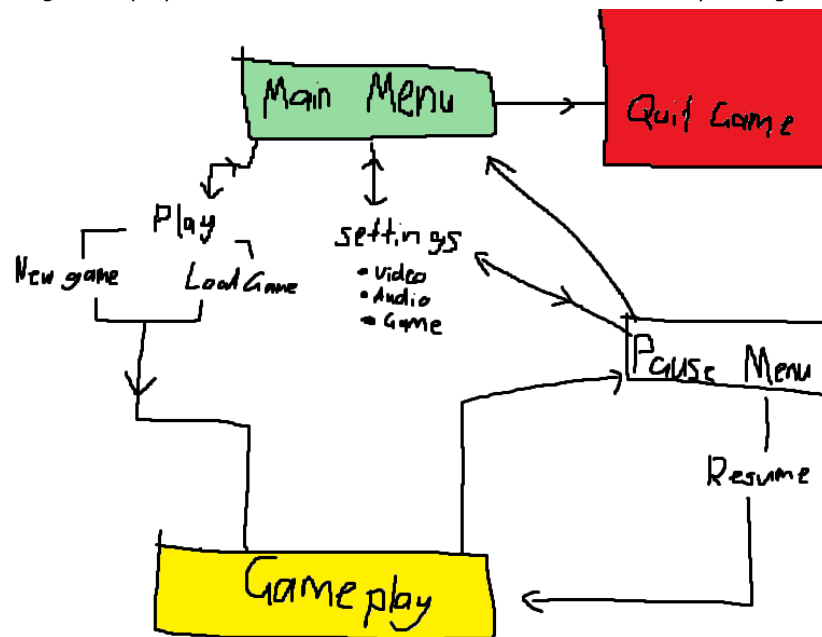 Main Menu
Quit Game
Play
New game
Load Game
settings
• Video
• Audio
• Game
Pause Menu
Resume
Gameplay